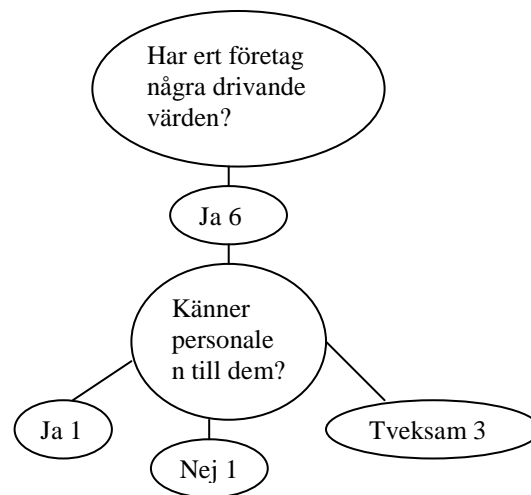 Har ert företag
några drivande
värden?
Ja 6
Känner
personale
n till dem?
Ja 1
Nej 1
Tveksam 3